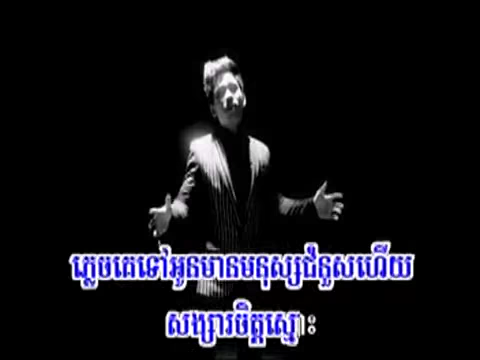 ភ្លេចគេទៅអូនមានមនុស្សជំនួសហើយ
សង្សារចិត្តស្មោះ